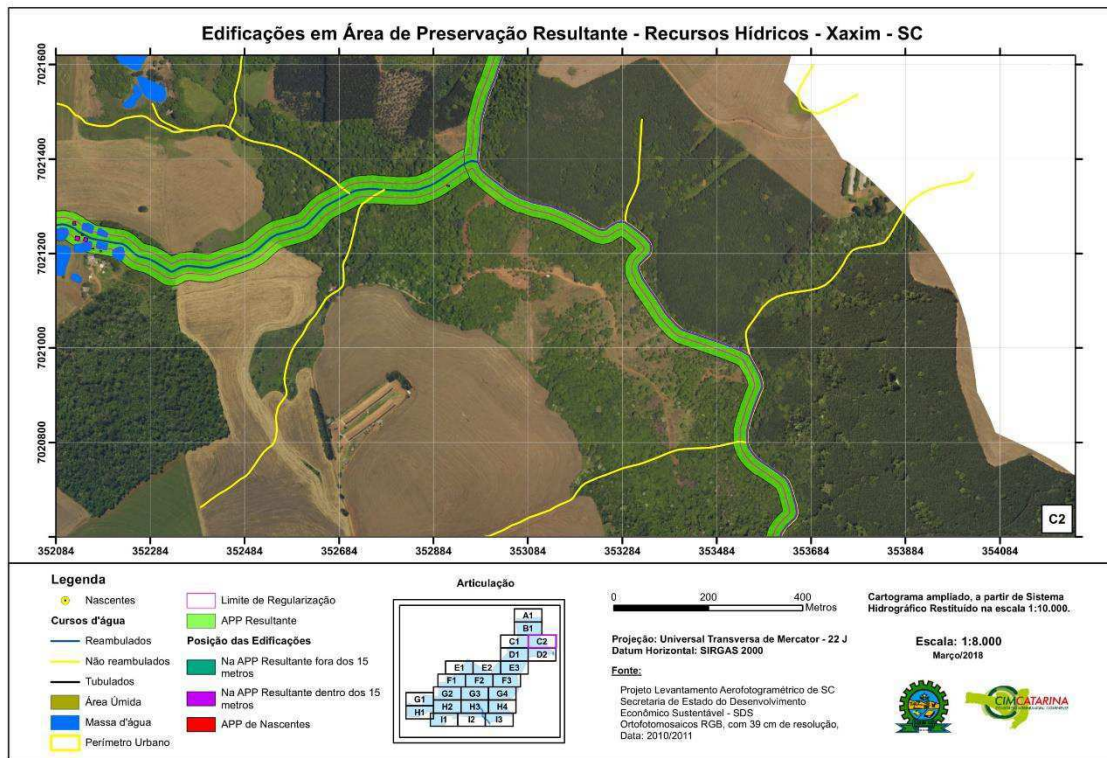 Edificações em Área de Preservação Resultante - Recursos Hídricos - Xaxim - SC
7021600
7021400
7021200
7021000
7020800
352084
352284
352484
352684
352884
353084
353284
353484
353684
353884
354084
C2
Legenda
Nascentes
Cursos d'água
Reambulados
Não reambulados
Tubulados
Área Úmida
Massa d'água
Perímetro Urbano
Limite de Regularização
APP Resultante
Posição das Edificações
Na APP Resultante fora dos 15
metros
Na APP Resultante dentro dos 15
metros
APP de Nascentes
Articulação
A1
B1
C1 C2
D1 D2
E1 E2 E3
F1 F2 F3
G1 G2 G3 G4
H1 H2 H3 H4
I1 I2 I3
0 200 400
Metros
Projeção: Universal Transversa de Mercator - 22 J
Datum Horizontal: SIRGAS 2000
Fonte:
Projeto Levantamento Aerofotogramétrico de SC
Secretaria de Estado do Desenvolvimento
Econômico Sustentável - SDS
Ortofotomosaicos RGB, com 39 cm de resolução,
Data: 2010/2011
Cartograma ampliado, a partir de Sistema
Hidrográfico Restituído na escala 1:10.000.
Escala: 1:8.000
Março/2018
CIMCATARINA